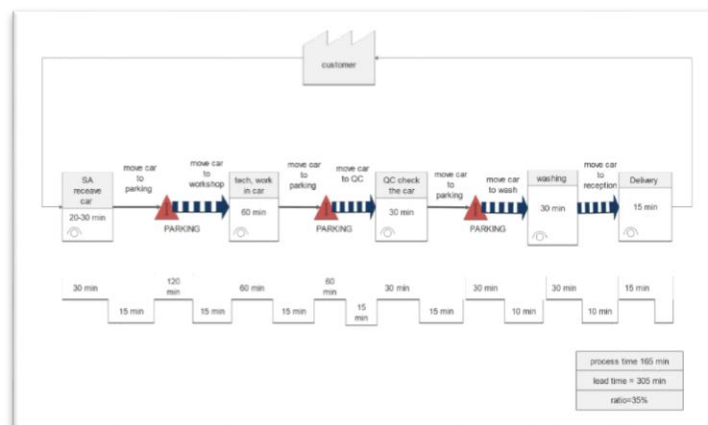 customer
move car
to
parking
move car
to
workshop
move car
to
parking
move car
to QC
move car
to
parking
move car
to wash
move car
to
reception
SA
receave
car
20-30 min
PARKING
tech, work
in car
60 min
PARKING
QC check
the car
30 min
PARKING
washing
30 min
Delivery
15 min
30 min
15 min
120
min
15 min
60 min
15 min
60
min
15
min
30 min
15 min
30 min
10 min
30 min
10 min
15 min
process time 165 min
lead time = 305 min
ratio=35%